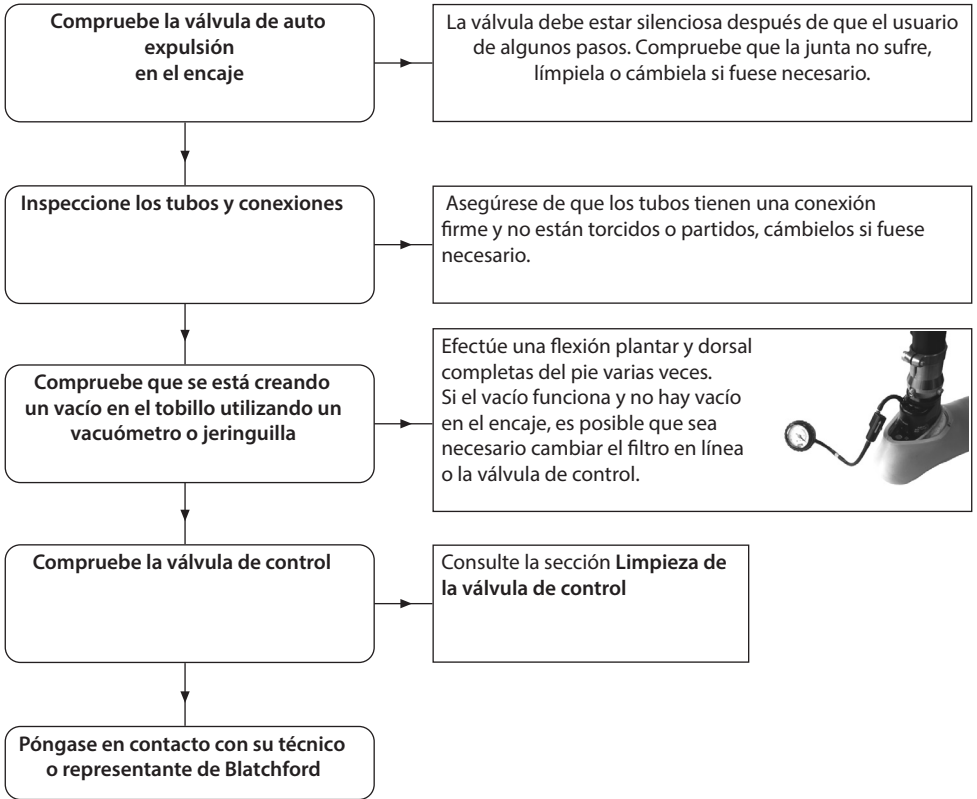 Compruebe la válvula de auto
expulsión
en el encaje
La válvula debe estar silenciosa después de que el usuario
de algunos pasos. Compruebe que la junta no sufre,
límpiela o cámbiela si fuese necesario.
Inspeccione los tubos y conexiones
Asegúrese de que los tubos tienen una conexión
firme y no están torcidos o partidos, cámbielos si fuese
necesario.
Compruebe que se está creando
un vacío en el tobillo utilizando un
vacuómetro o jeringuilla
Efectúe una flexión plantar y dorsal
completas del pie varias veces.
Si el vacío funciona y no hay vacío
en el encaje, es posible que sea
necesario cambiar el filtro en línea
o la válvula de control.
Compruebe la válvula de control
Consulte la sección Limpieza de
la válvula de control
Póngase en contacto con su técnico
o representante de Blatchford